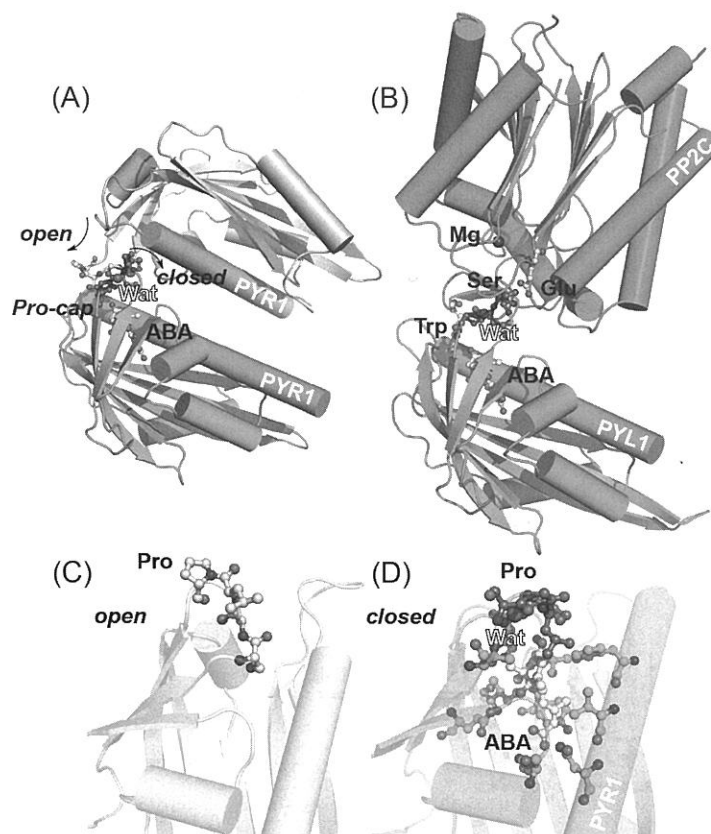 (A)
open
closed
Wat
PYR1
Pro-cap
ABA
PYR1
(B)
PP2C
Mg
Ser
Glu
Trp
Wat
ABA
PYL1
(C)
Pro
open
(D)
Pro
closed
Wat
ABA
PYR1